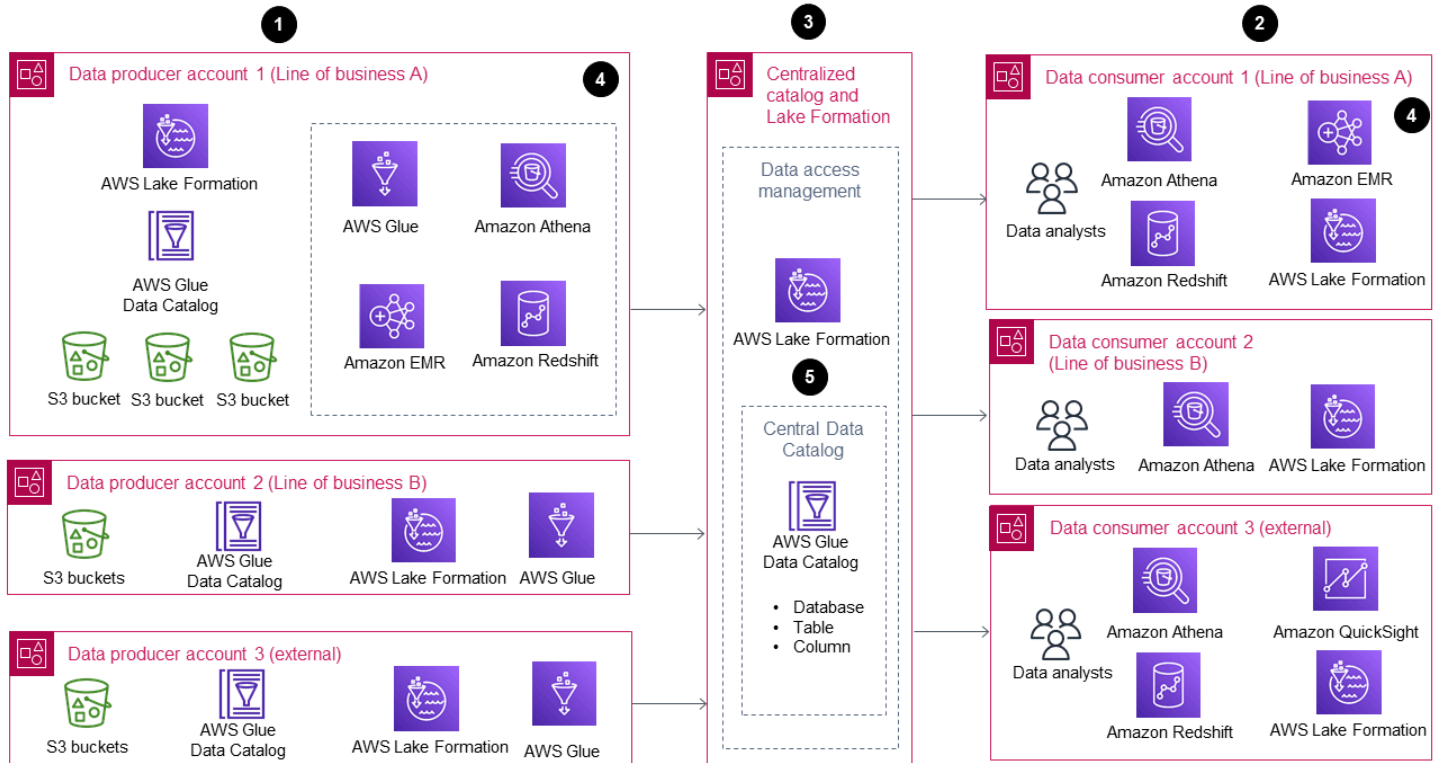 1
3
2
Data producer account 1 (Line of business A)
4
AWS Lake Formation
AWS Glue
Data Catalog
S3 bucket
S3 bucket
S3 bucket
AWS Glue
Amazon Athena
Amazon EMR
Amazon Redshift
Data producer account 2 (Line of business B)
S3 buckets
AWS Glue
Data Catalog
AWS Lake Formation
AWS Glue
Data producer account 3 (external)
S3 buckets
AWS Glue
Data Catalog
AWS Lake Formation
AWS Glue
Centralized
catalog and
Lake Formation
Data access
management
AWS Lake Formation
5
Central Data
Catalog
AWS Glue
Data Catalog
• Database
• Table
• Column
Data consumer account 1 (Line of business A)
4
Data analysts
Amazon Athena
Amazon EMR
Amazon Redshift
AWS Lake Formation
Data consumer account 2
(Line of business B)
Data analysts
Amazon Athena
AWS Lake Formation
Data consumer account 3 (external)
Data analysts
Amazon Athena
Amazon QuickSight
Amazon Redshift
AWS Lake Formation